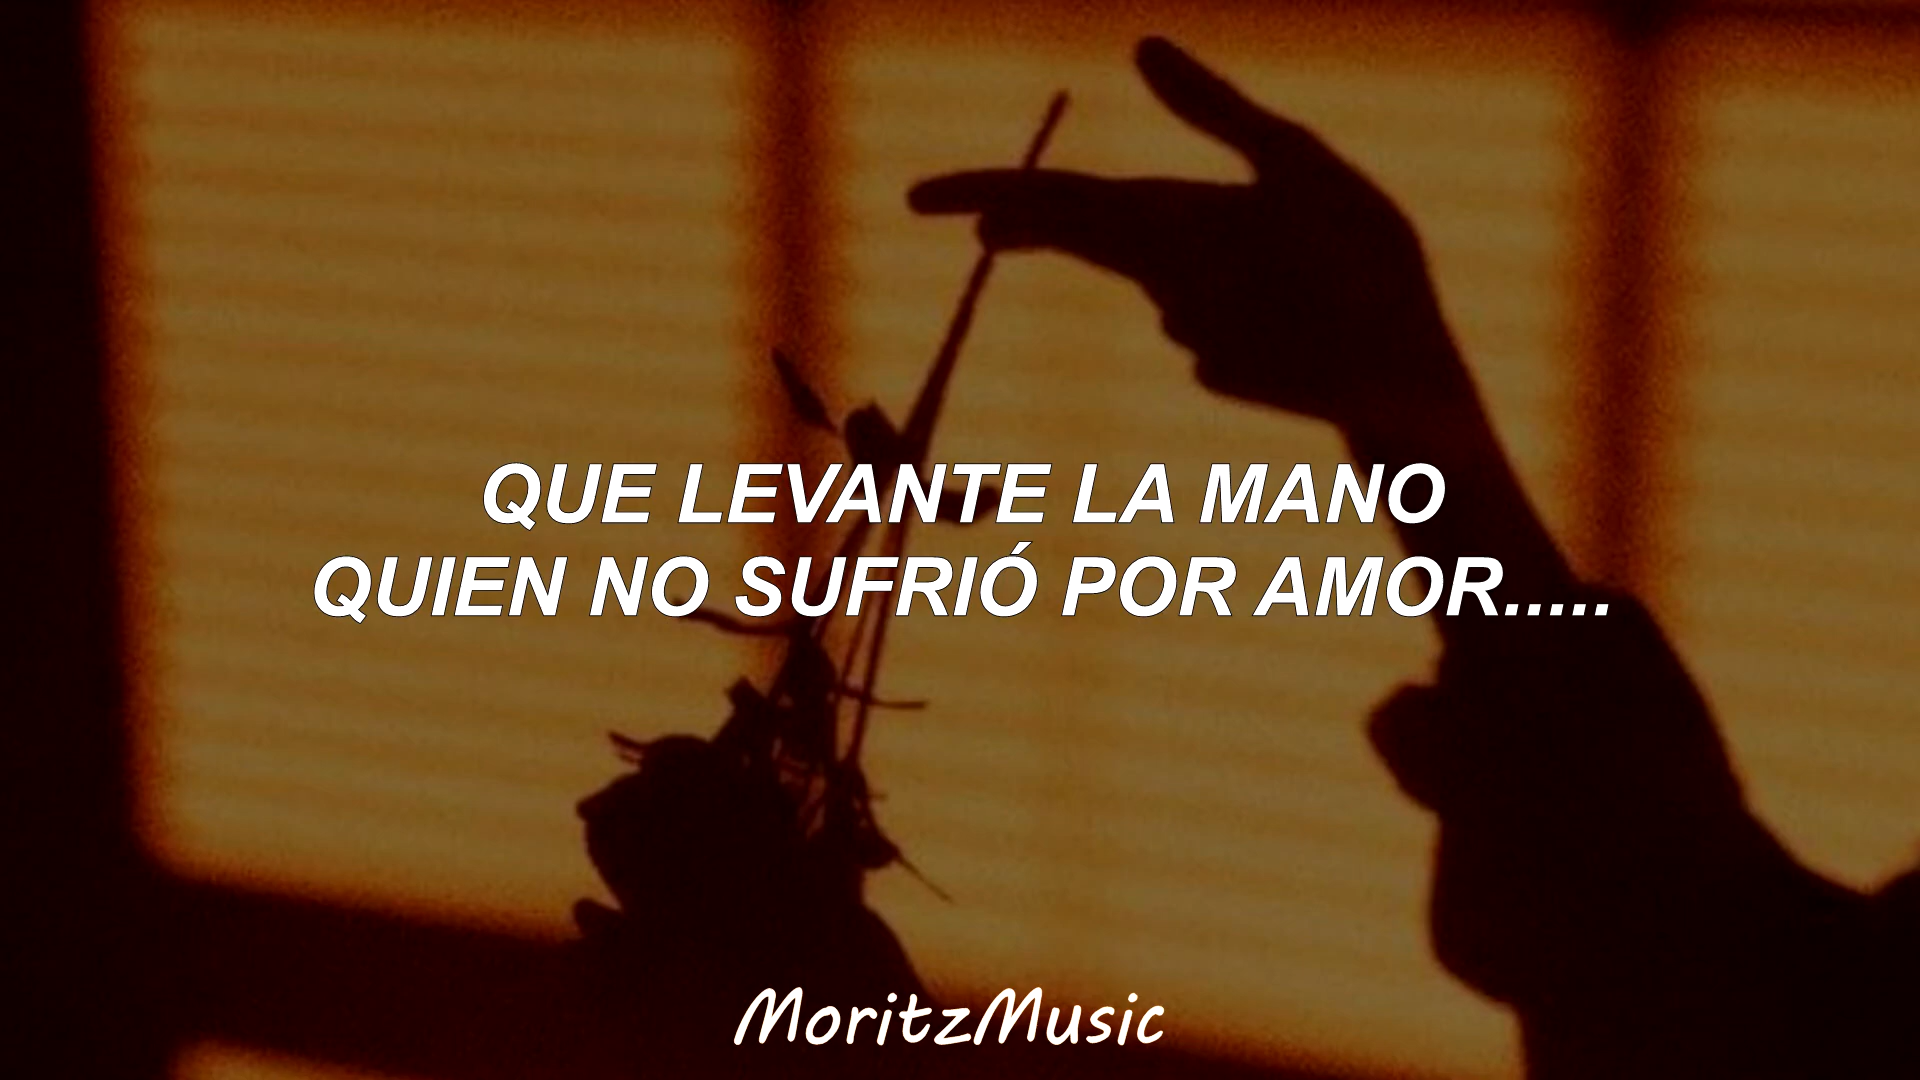 QUE LEVANTE LA MANO
QUIEN NO SUFRIÓ POR AMOR.....
MoritzMusic